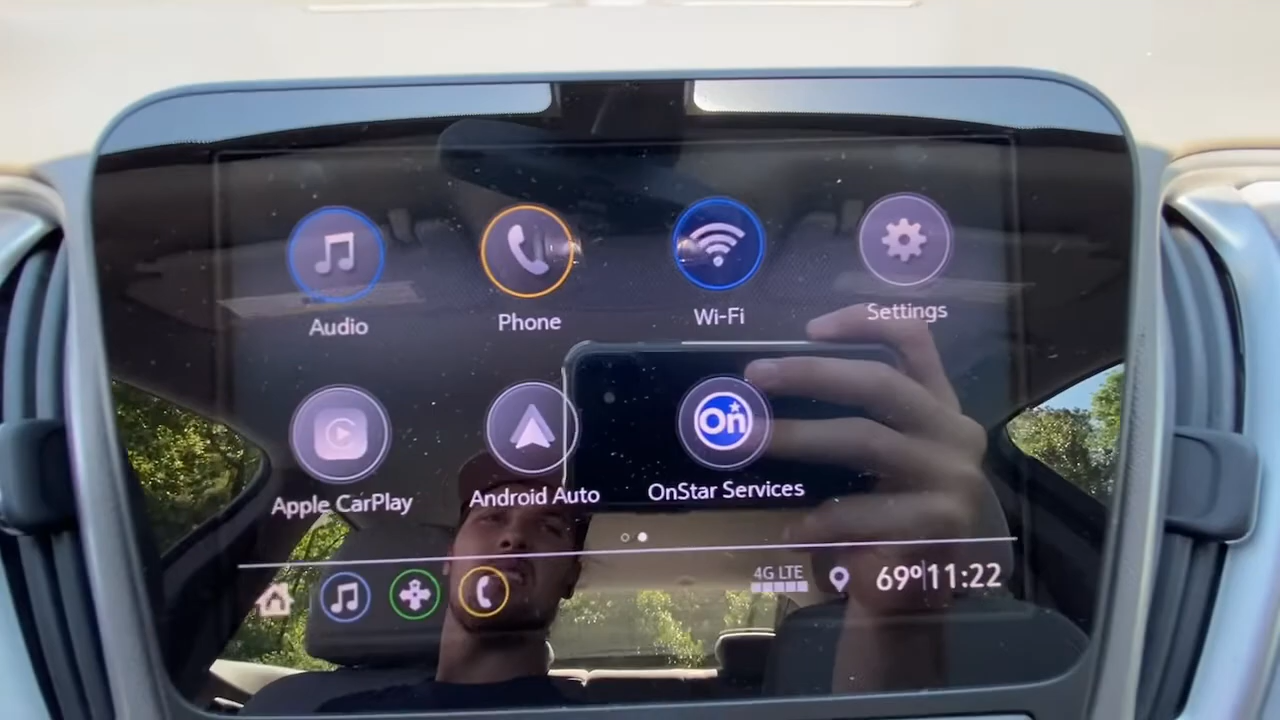 Audio
Phone
Wi-Fi
Settings
Apple CarPlay
Android Auto
On
OnStar Services
4G LTE
69° 11:22